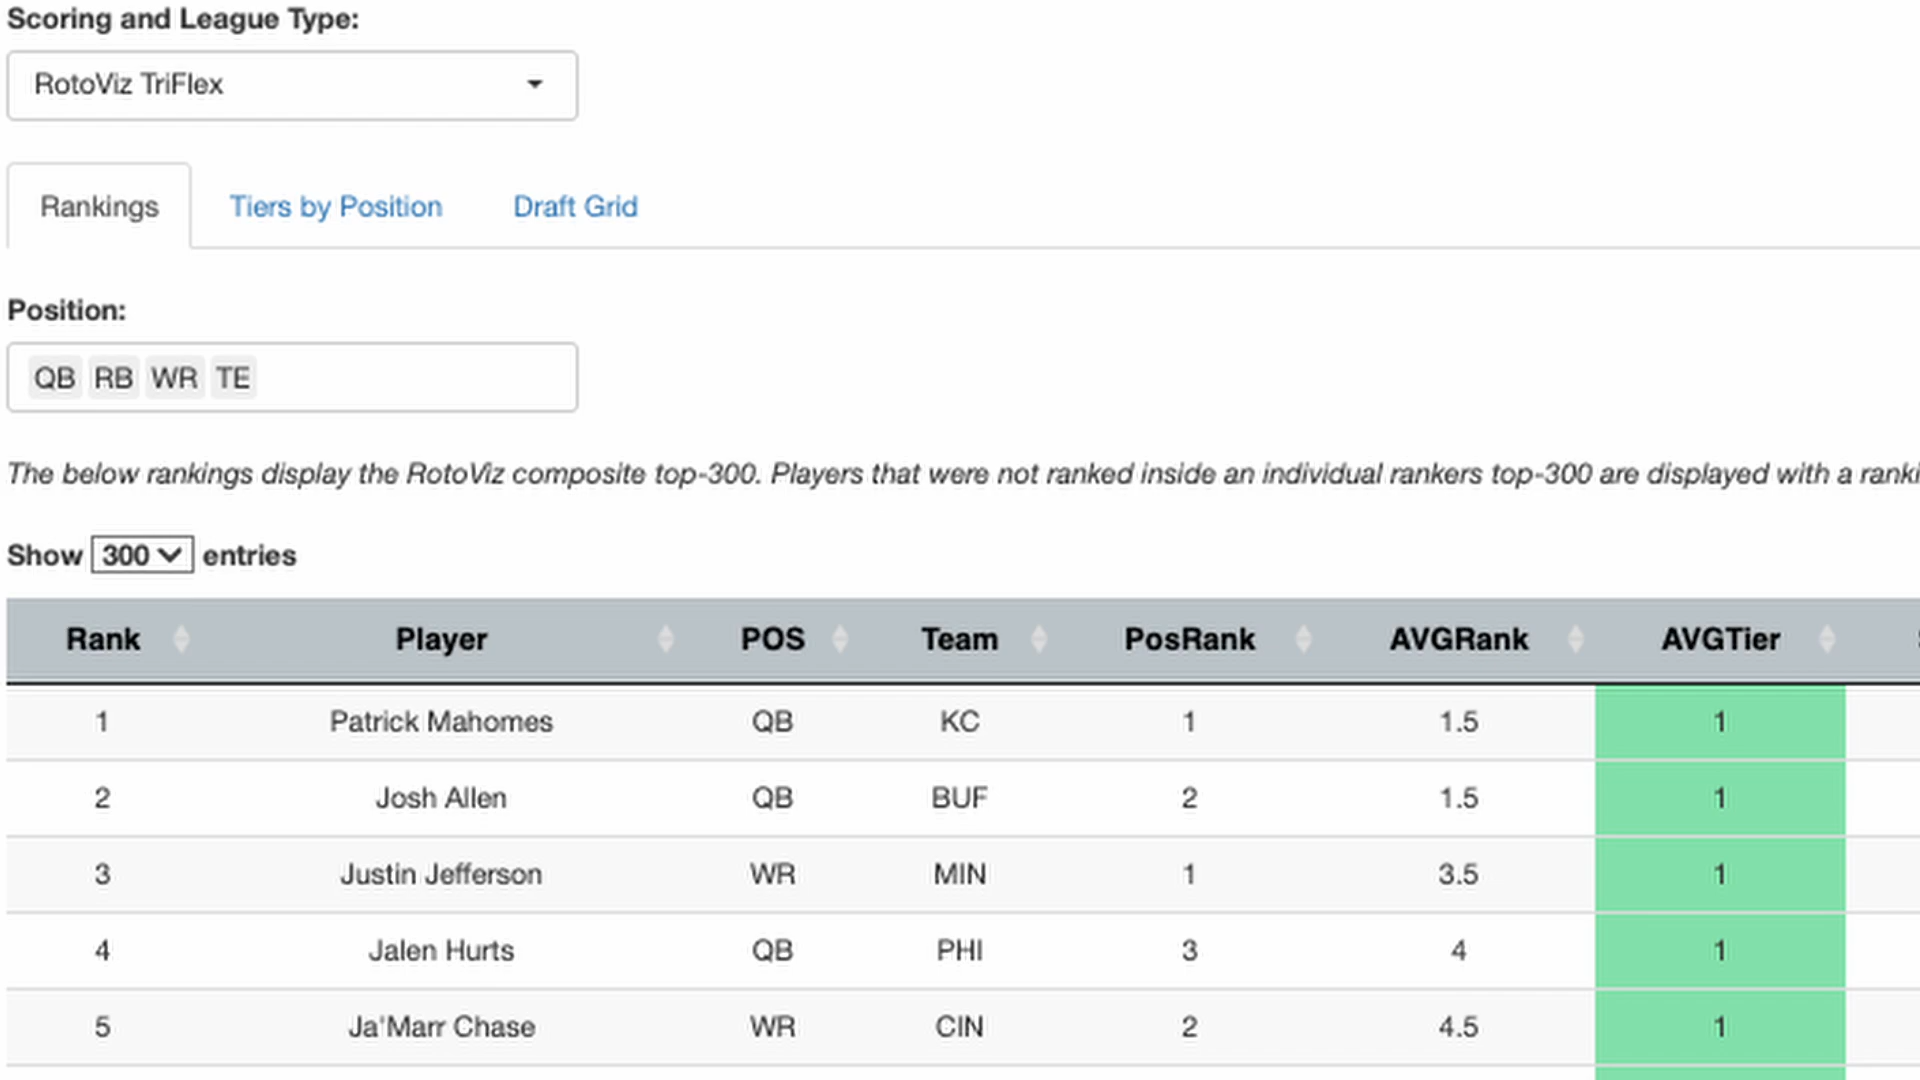 Scoring and League Type:
RotoViz TriFlex
Rankings Tiers by Position Draft Grid
Position:
QB RB WR TE
The below rankings display the RotoViz composite top-300. Players that were not ranked inside an individual rankers top-300 are displayed with a
Show 300 entries
Rank Player POS Team PosRank AVGRank AVGTier
1 Patrick Mahomes QB KC 1 1.5 1
2 Josh Allen QB BUF 2 1.5 1
3 Justin Jefferson WR MIN 1 3.5 1
4 Jalen Hurts QB PHI 3 4 1
5 Ja'Marr Chase WR CIN 2 4.5 1